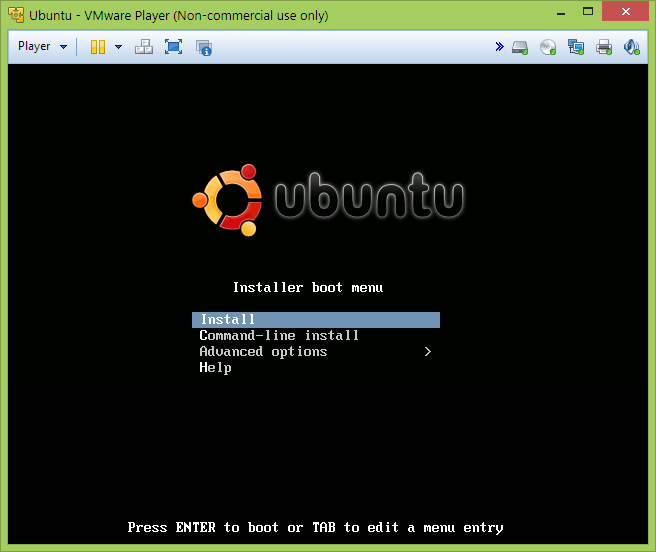 Ubuntu - VMware Player (Non-commercial use only)
Player
ubuntu
Installer boot menu
Install
Command-line install
Advanced options >
Help
Press ENTER to boot or TAB to edit a menu entry